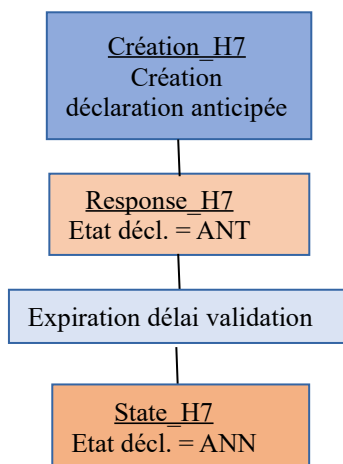 Création_H7
Création
déclaration anticipée
Response_H7
Etat décl. = ANT
Expiration délai validation
State_H7
Etat décl. = ANN